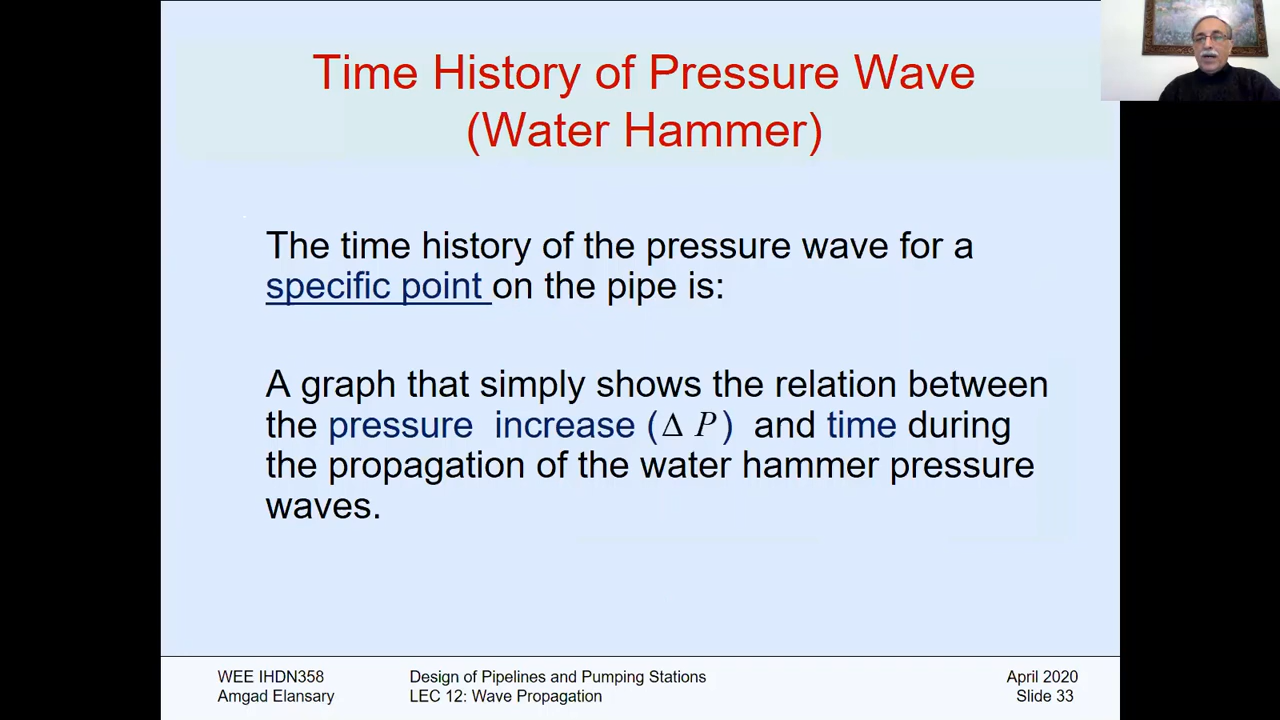 Time History of Pressure Wave
(Water Hammer)
The time history of the pressure wave for a
specific point on the pipe is:
A graph that simply shows the relation between
the pressure increase (Δ P) and time during
the propagation of the water hammer pressure
waves.
WEE IHDN358
Amgad Elansary
Design of Pipelines and Pumping Stations
LEC 12: Wave Propagation
April 2020
Slide 33